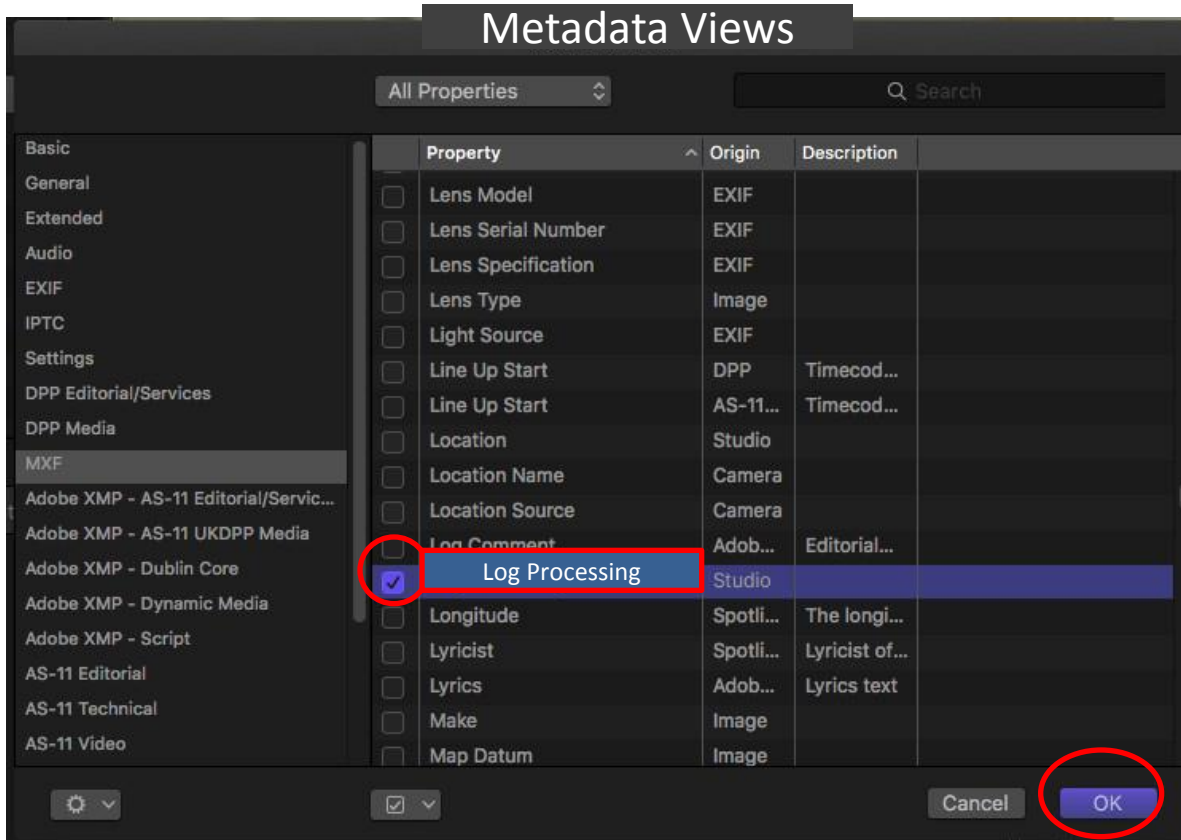 Metadata Views
All Properties
Search
Basic
General
Extended
Audio
EXIF
IPTC
Settings
DPP Editorial/Services
DPP Media
MXF
Adobe XMP - AS-11 Editorial/Servic...
Adobe XMP - AS-11 UKDPP Media
Adobe XMP - Dublin Core
Adobe XMP - Dynamic Media
Adobe XMP - Script
AS-11 Editorial
AS-11 Technical
AS-11 Video
Property Origin Description
Lens Model EXIF
Lens Serial Number EXIF
Lens Specification EXIF
Lens Type Image
Light Source EXIF
Line Up Start DPP Timecod...
Line Up Start AS-11... Timecod...
Location Studio
Location Name Camera
Location Source Camera
Log Comment Adob... Editorial...
Log Processing Studio
Longitude Spotli... The longi...
Lyricist Spotli... Lyricist of...
Lyrics Adob... Lyrics text
Make Image
Map Datum Image
Cancel OK